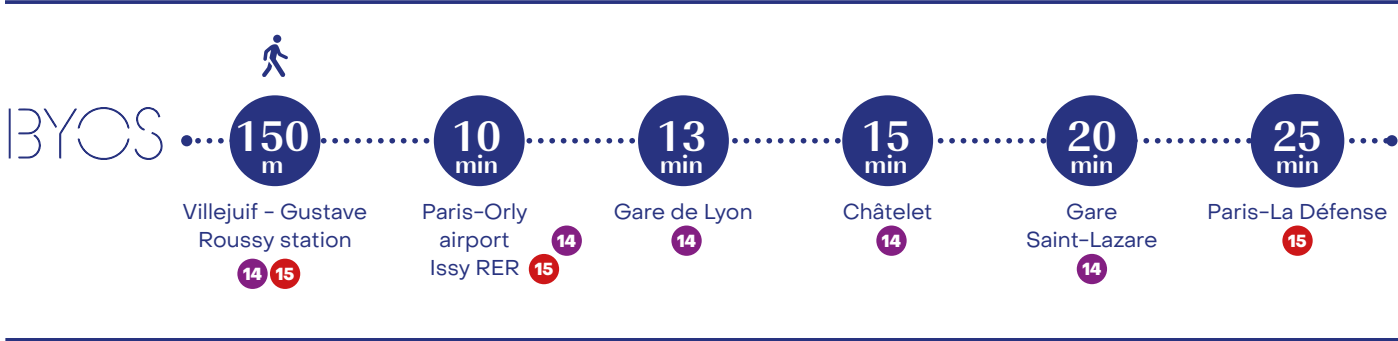 BYOS
150
m
Villejuif - Gustave
Roussy station
14 15
10
min
Paris-Orly
airport 14
Issy RER 15
13
min
Gare de Lyon
14
15
min
Châtelet
14
20
min
Gare
Saint-Lazare
14
25
min
Paris-La Défense
15